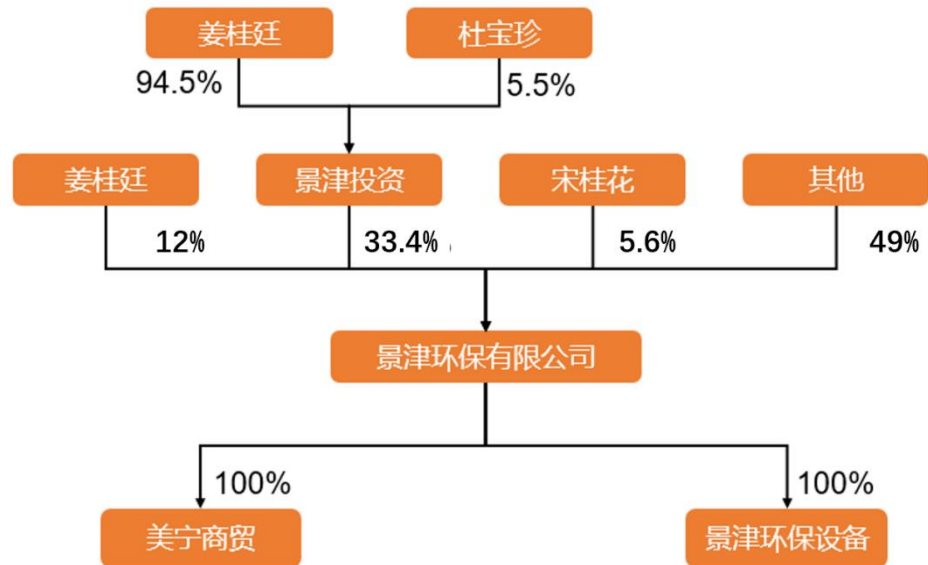 姜桂廷
杜宝珍
94.5%
5.5%
姜桂廷
景津投资
宋桂花
其他
12%
33.4%
5.6%
49%
景津环保有限公司
100%
100%
美宁商贸
景津环保设备